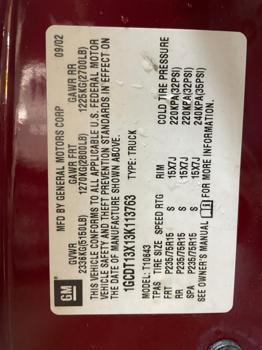 MFD BY GENERAL MOTORS CORP 09/02
GVWR GAWR FRT GAWR RR
2336KG(5150LB) 1270KG(2800LB) 1225KG(2700LB)
THIS VEHICLE CONFORMS TO ALL APPLICABLE U.S. FEDERAL MOTOR
VEHICLE SAFETY AND THEFT PREVENTION STANDARDS IN EFFECT ON
THE DATE OF MANUFACTURE SHOWN ABOVE.
1GCDT13X13K113763 TYPE: TRUCK
MODEL: T10643
TPAS TIRE SIZE SPEED RTG RIM COLD TIRE PRESSURE
FRT P235/75R15 S 15X7J 220KPA(32PSI)
RR P235/75R15 S 15X7J 220KPA(32PSI)
SPA P235/75R15 S 15X7J 240KPA(35PSI)
SEE OWNER'S MANUAL FOR MORE INFORMATION.
GM